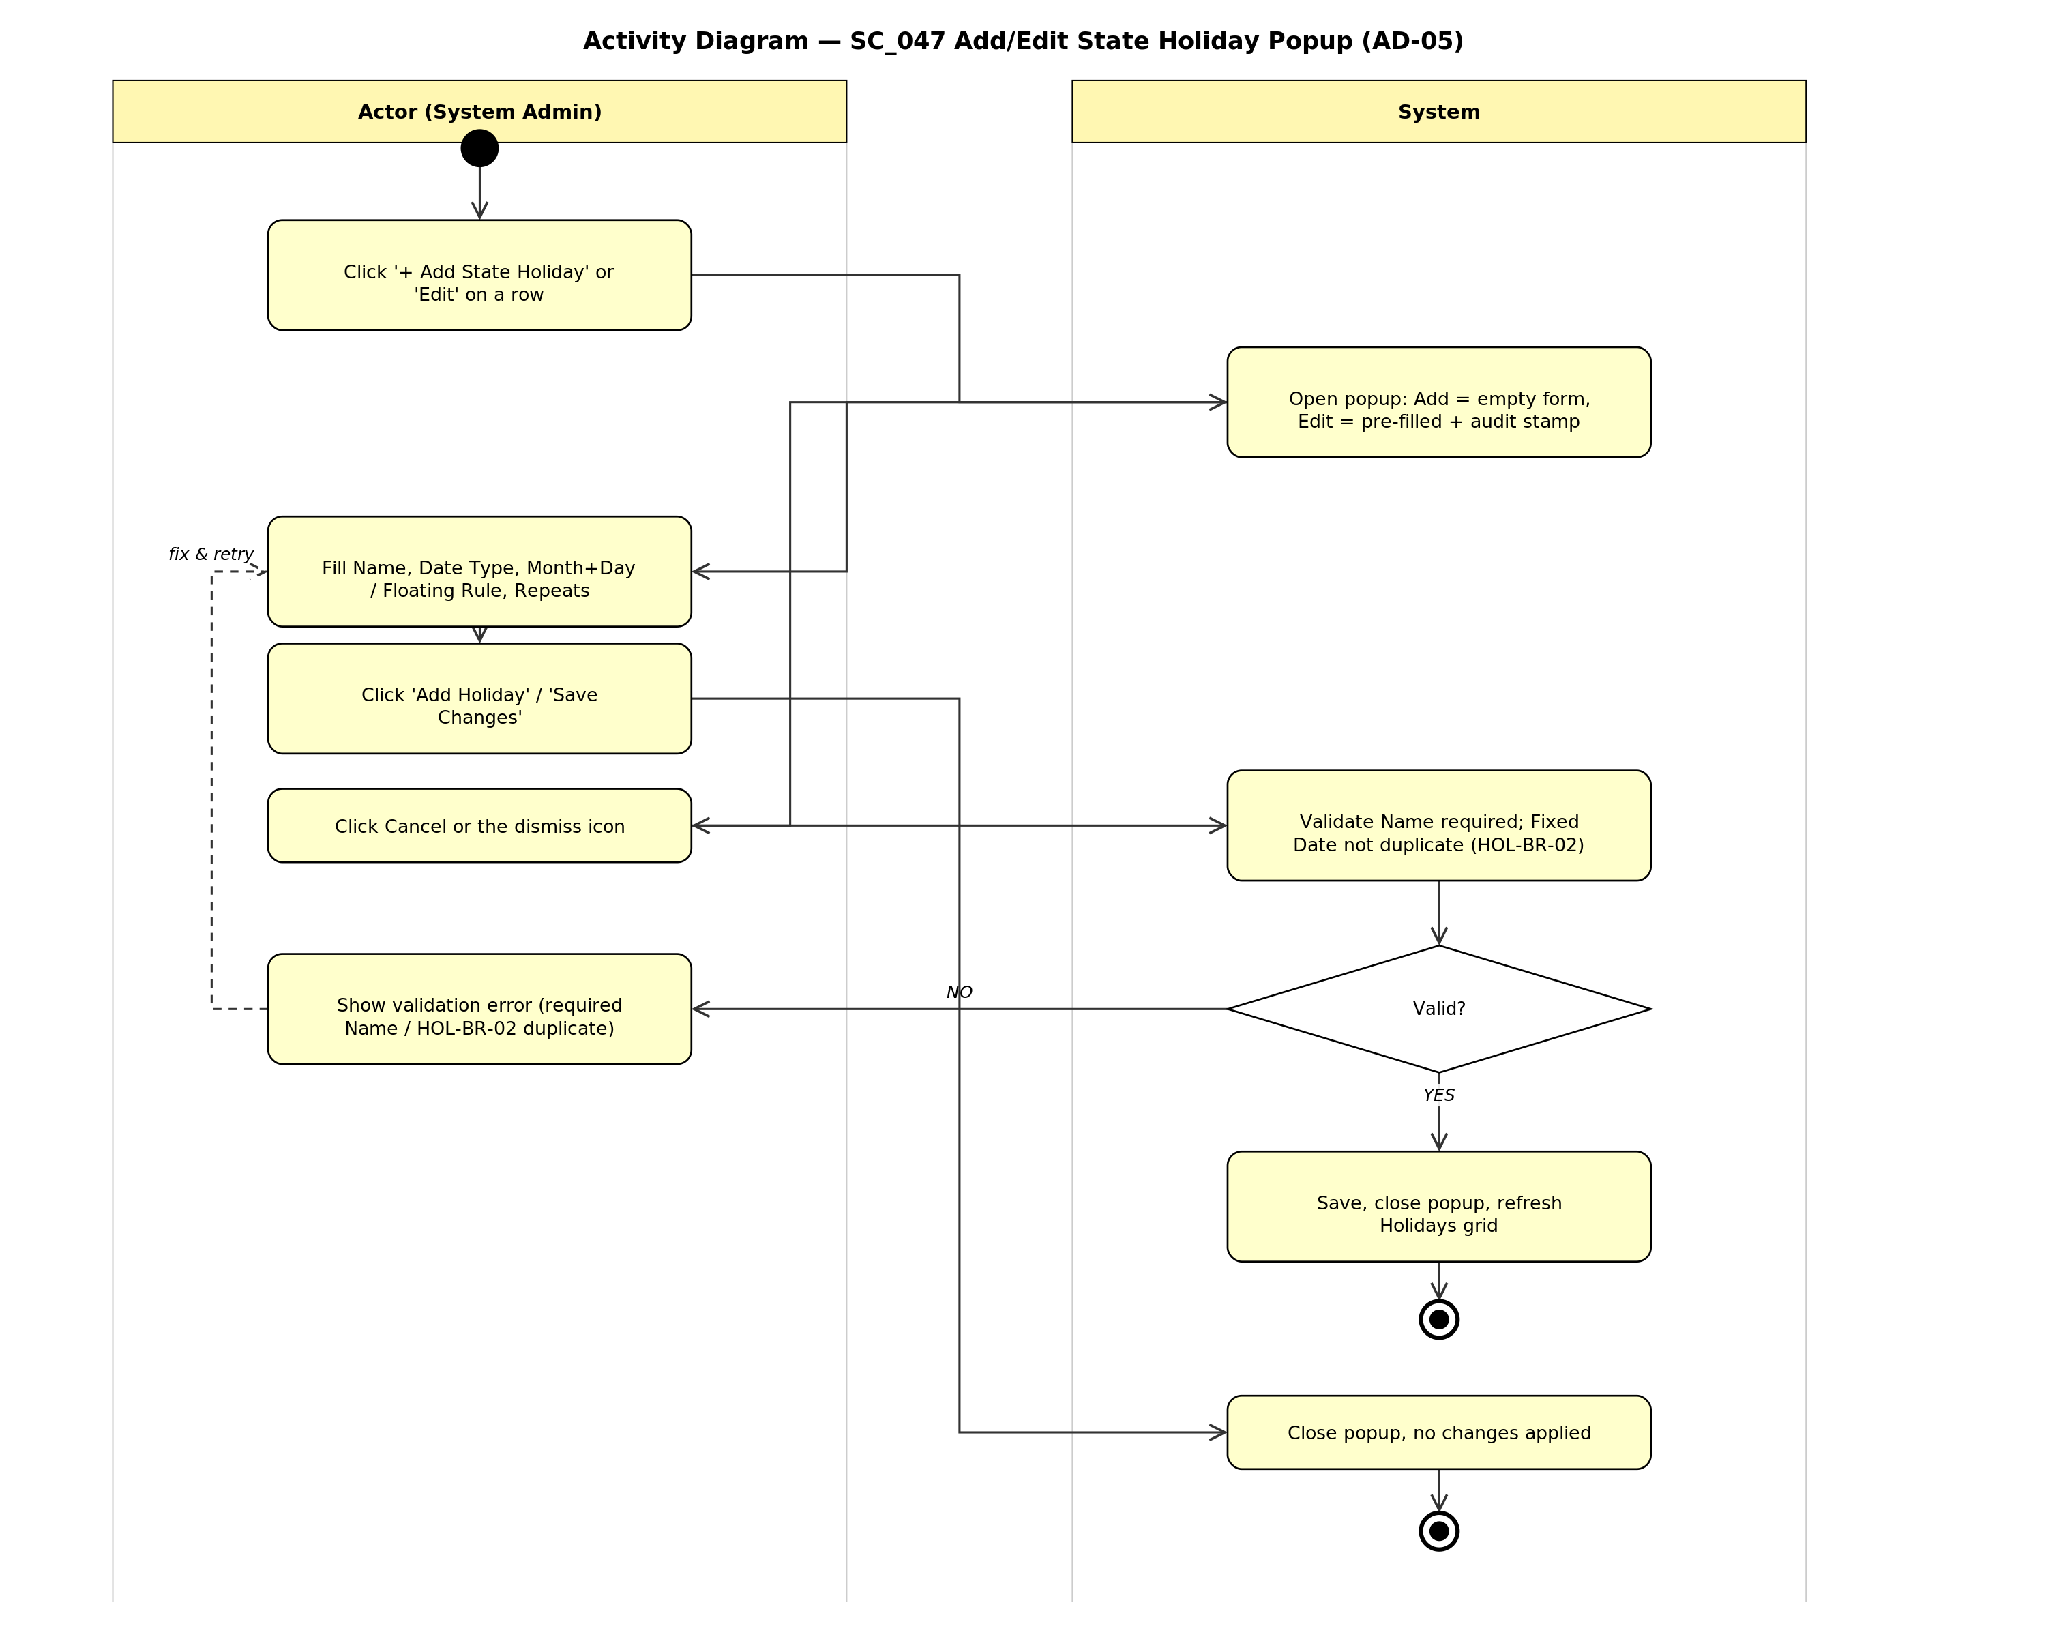 Activity Diagram — SC_047 Add/Edit State Holiday Popup (AD-05)
Actor (System Admin)
System
Click '+ Add State Holiday' or
'Edit' on a row
Open popup: Add = empty form,
Edit = pre-filled + audit stamp
fix & retry
Fill Name, Date Type, Month+Day
/ Floating Rule, Repeats
Click 'Add Holiday' / 'Save
Changes'
Click Cancel or the dismiss icon
Validate Name required; Fixed
Date not duplicate (HOL-BR-02)
Show validation error (required
Name / HOL-BR-02 duplicate)
NO
Valid?
YES
Save, close popup, refresh
Holidays grid
Close popup, no changes applied